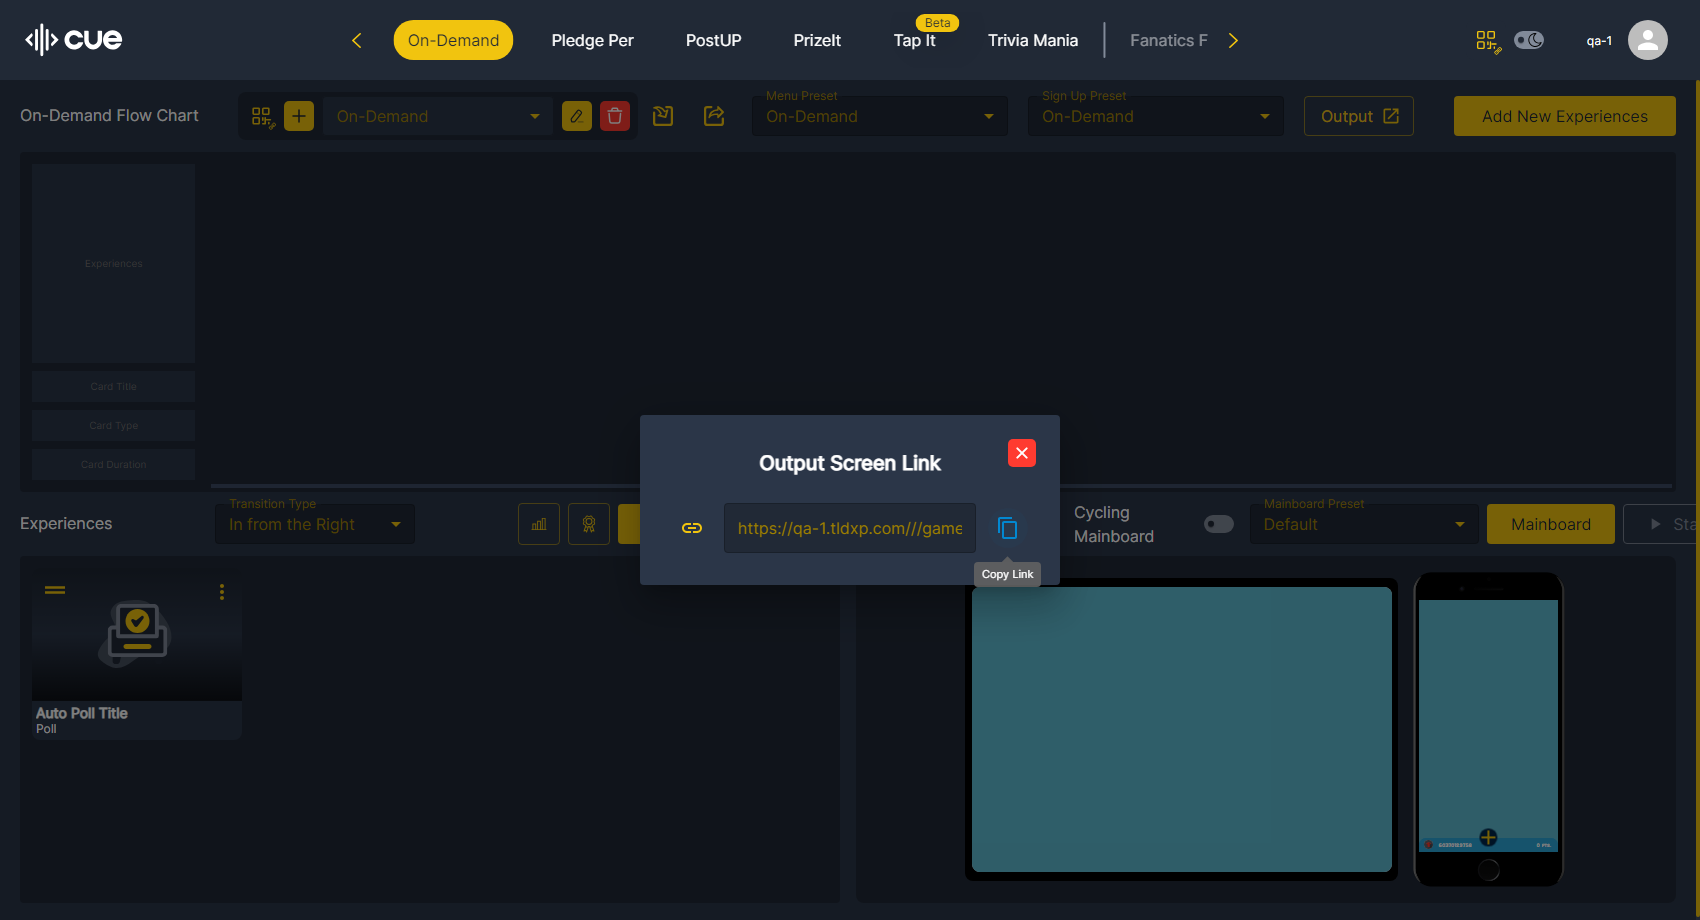 cue
On-Demand
Pledge Per
PostUP
PrizeIt
Beta
Tap It
Trivia Mania
Fanatics F
qa-1
On-Demand Flow Chart
On-Demand
Menu Preset
On-Demand
Sign Up Preset
On-Demand
Output
Add New Experiences
Experiences
Card Title
Card Type
Card Duration
Output Screen Link
https://qa-1.tldxp.com///game
Copy Link
Experiences
Transition Type
In from the Right
Cycling
Mainboard
Mainboard Preset
Default
Mainboard
Sta
Auto Poll Title
Poll
0 Pts.